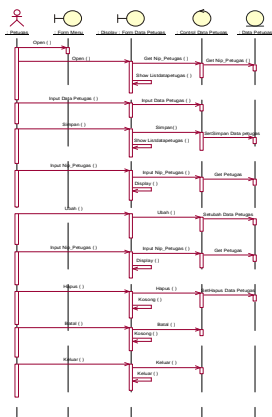 : Petugas
: Form Menu
: Display
: Form Data Petugas
: Control Data Petugas
: Data Petugas
Open ( )
Open ( )
Get Nip_Petugas ( )
Get Nip_Petugas ( )
Show Listdatapetugas ( )
Input Data Petugas ( )
Input Data Petugas ( )
Simpan ( )
Simpan( )
SetSimpan Data petugas
Show Listdatapetugas ( )
Input Nip_Petugas ( )
Input Nip_Petugas ( )
Get Petugas
Display ( )
Ubah ( )
Ubah ( )
Setubah Data Petugas
Input Nip_Petugas ( )
Input Nip_Petugas ( )
Get Petugas
Display ( )
Hapus ( )
Hapus ( )
SetHapus Data Petugas
Kosong ( )
Batal ( )
Batal ( )
Kosong ( )
Keluar ( )
Keluar ( )
Keluar ( )